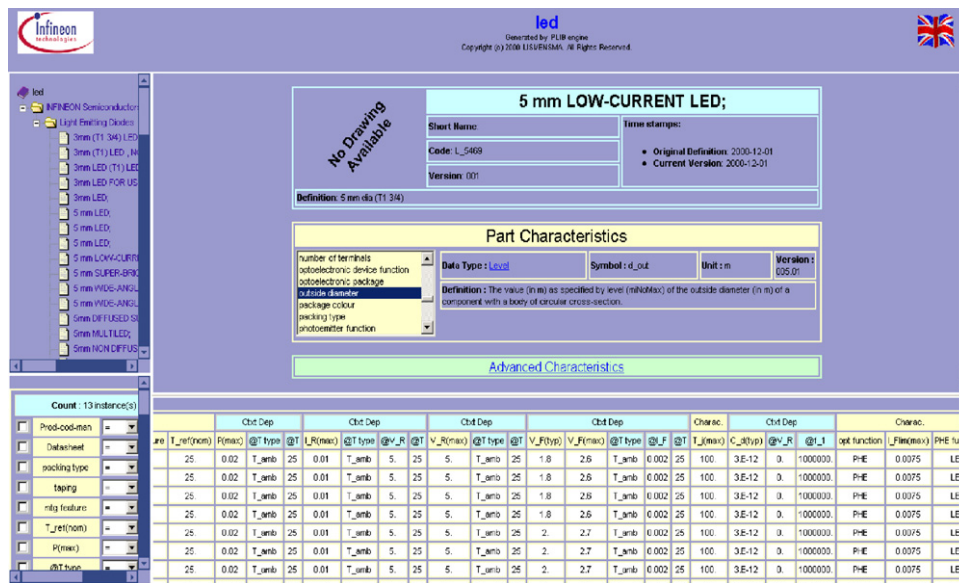 Infineon
technologies
led
Generated by PLIB engine
Copyright (c) 2000 LISI/ENSMA. All Rights Reserved.
led
INFINEON Semiconductor
Light Emitting Diodes
3mm (T1 3/4) LED
3mm (T1) LED , N
3mm LED (T1) LED
3mm LED FOR US
3mm LED;
5 mm LED;
5 mm LED;
5 mm LED;
5 mm LOW-CURR
5 mm SUPER-BRIG
5 mm WIDE-ANGL
5 mm WIDE-ANGL
5mm DIFFUSED SU
5mm MULTILED;
5mm NON DIFFUS
No Drawing
Available
5 mm LOW-CURRENT LED;
Short Name:
Code: L_5469
Version: 001
Time stamps:
• Original Definition: 2000-12-01
• Current Version: 2000-12-01
Definition: 5 mm dia (T1 3/4)
Part Characteristics
number of terminals
optoelectronic device function
optoelectronic package
outside diameter
package colour
packing type
photoemitter function
Data Type : Level
Symbol : d_out
Unit : m
Version :
005.01
Definition : The value (in m) as specified by level (miNoMax) of the outside diameter (in m) of a
component with a body of circular cross-section.
Advanced Characteristics
Count : 13 instance(s)
Prod-cod-man =
Datasheet =
packing type =
taping =
mtg feature =
T_ref(nom) =
P(max) =
@T type =
Ctxt Dep Ctxt Dep Ctxt Dep Ctxt Dep Charac. Ctxt Dep Charac.
ure T_ref(nom) P(max) @T type @T I_R(max) @T type @V_R @T V_R(max) @T type @T V_F(typ) V_F(max) @T type @I_F @T T_j(max) C_d(typ) @V_R @f_1 opt function I_Flim(max) PHE fu
25. 0.02 T_amb 25 0.01 T_amb 5. 25 5. T_amb 25 1.8 2.6 T_amb 0.002 25 100. 3.E-12 0. 1000000. PHE 0.0075 LE
25. 0.02 T_amb 25 0.01 T_amb 5. 25 5. T_amb 25 1.8 2.6 T_amb 0.002 25 100. 3.E-12 0. 1000000. PHE 0.0075 LE
25. 0.02 T_amb 25 0.01 T_amb 5. 25 5. T_amb 25 1.8 2.6 T_amb 0.002 25 100. 3.E-12 0. 1000000. PHE 0.0075 LE
25. 0.02 T_amb 25 0.01 T_amb 5. 25 5. T_amb 25 1.8 2.6 T_amb 0.002 25 100. 3.E-12 0. 1000000. PHE 0.0075 LE
25. 0.02 T_amb 25 0.01 T_amb 5. 25 5. T_amb 25 2. 2.7 T_amb 0.002 25 100. 3.E-12 0. 1000000. PHE 0.0075 LE
25. 0.02 T_amb 25 0.01 T_amb 5. 25 5. T_amb 25 2. 2.7 T_amb 0.002 25 100. 3.E-12 0. 1000000. PHE 0.0075 LE
25. 0.02 T_amb 25 0.01 T_amb 5. 25 5. T_amb 25 2. 2.7 T_amb 0.002 25 100. 3.E-12 0. 1000000. PHE 0.0075 LE